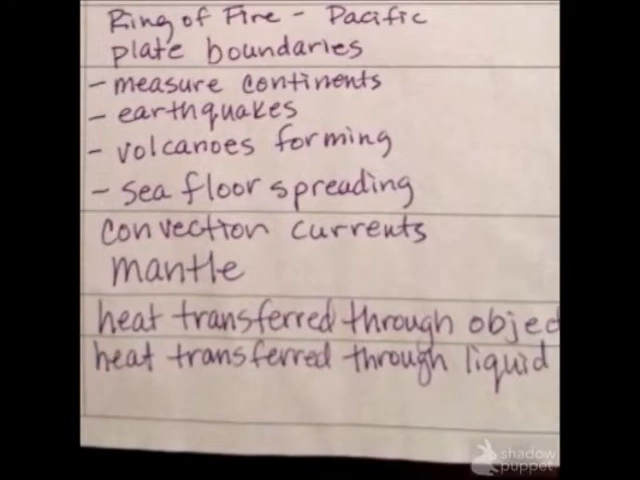 Ring of Fire - Pacific
plate boundaries
- measure continents
- earthquakes
- volcanoes forming
- sea floor spreading
convection currents
mantle
heat transferred through objec
heat transferred through liquid
shadow
puppet